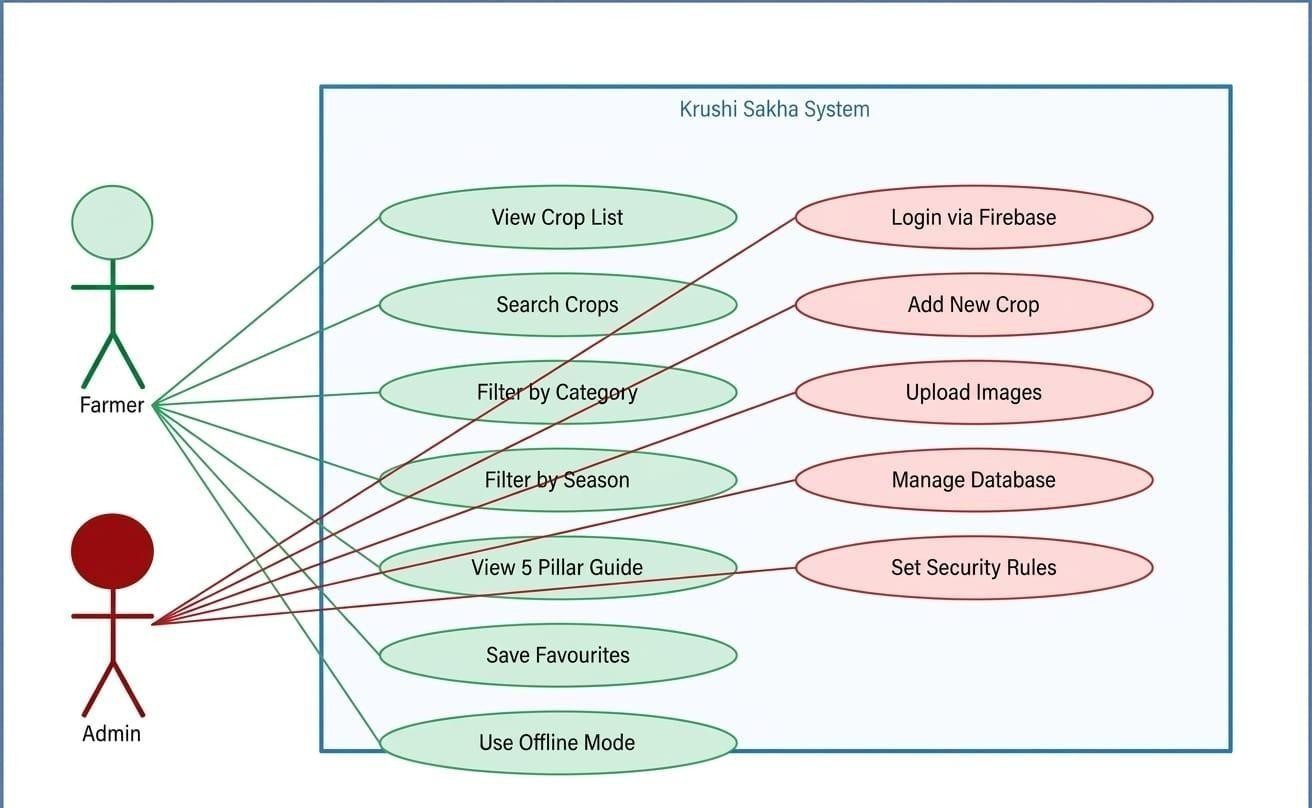 Krushi Sakha System
View Crop List
Login via Firebase
Search Crops
Add New Crop
Filter by Category
Upload Images
Farmer
Filter by Season
Manage Database
View 5 Pillar Guide
Set Security Rules
Save Favourites
Admin
Use Offline Mode